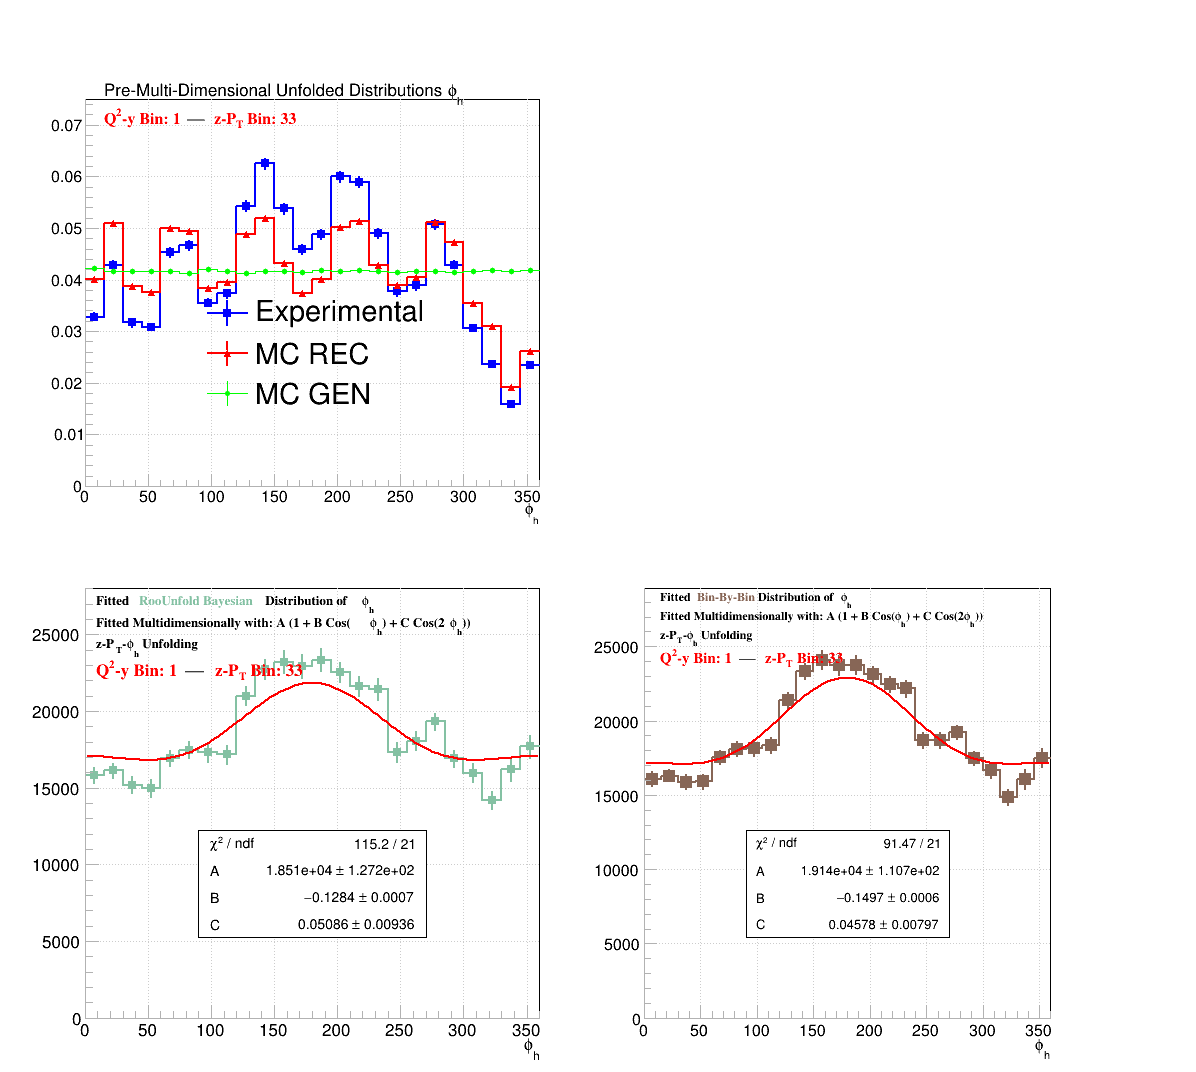 Pre-Multi-Dimensional Unfolded Distributions ϕh
Q²-y Bin: 1 — z-PT Bin: 33
0.07
0.06
0.05
0.04
0.03
0.02
0.01
0
Experimental
MC REC
MC GEN
0 50 100 150 200 250 300 350
ϕh
Fitted RooUnfold Bayesian Distribution of ϕh
Fitted Multidimensionally with: A (1 + B Cos( ϕh) + C Cos(2 ϕh))
z-PT-ϕh Unfolding
Q²-y Bin: 1 — z-PT Bin: 33
25000
20000
15000
10000
5000
0
χ² / ndf 115.2 / 21
A 1.851e+04 ± 1.272e+02
B −0.1284 ± 0.0007
C 0.05086 ± 0.00936
0 50 100 150 200 250 300 350
ϕh
Fitted Bin-By-Bin Distribution of ϕh
Fitted Multidimensionally with: A (1 + B Cos(ϕh) + C Cos(2ϕh))
z-PT-ϕh Unfolding
Q²-y Bin: 1 — z-PT Bin: 33
25000
20000
15000
10000
5000
0
χ² / ndf 91.47 / 21
A 1.914e+04 ± 1.107e+02
B −0.1497 ± 0.0006
C 0.04578 ± 0.00797
0 50 100 150 200 250 300 350
ϕh